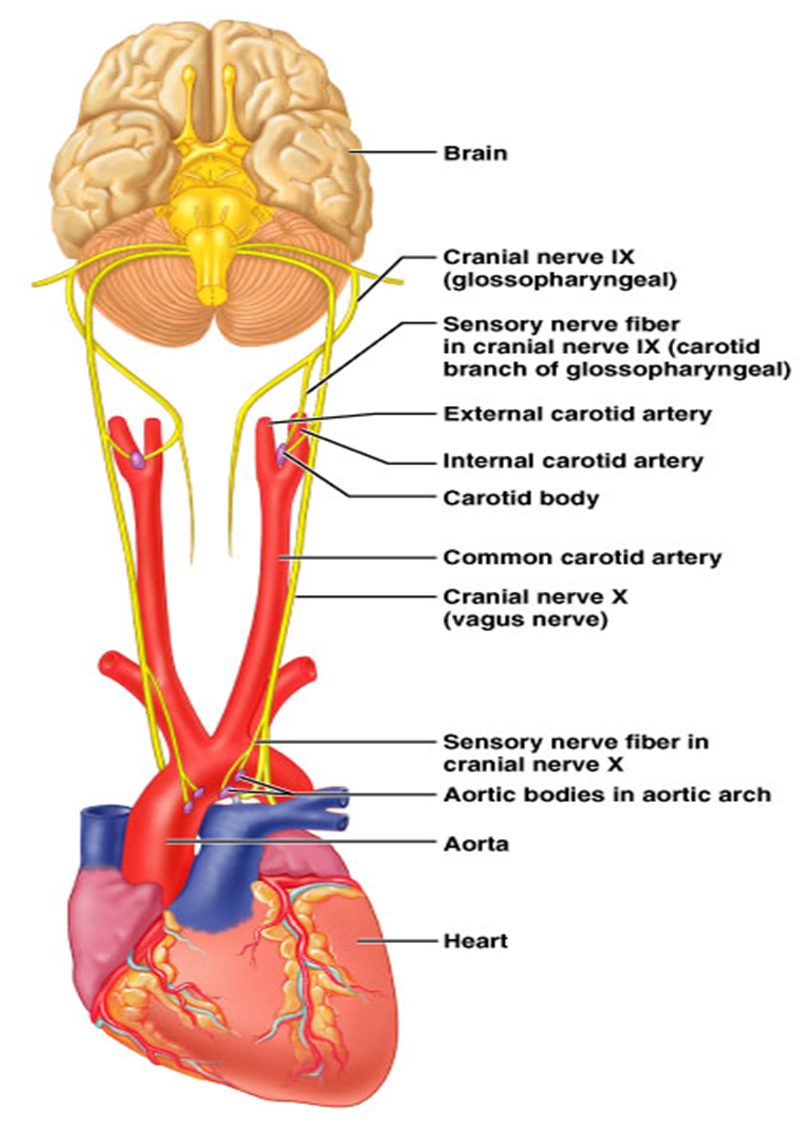 Brain
Cranial nerve IX
(glossopharyngeal)
Sensory nerve fiber
in cranial nerve IX (carotid
branch of glossopharyngeal)
External carotid artery
Internal carotid artery
Carotid body
Common carotid artery
Cranial nerve X
(vagus nerve)
Sensory nerve fiber in
cranial nerve X
Aortic bodies in aortic arch
Aorta
Heart